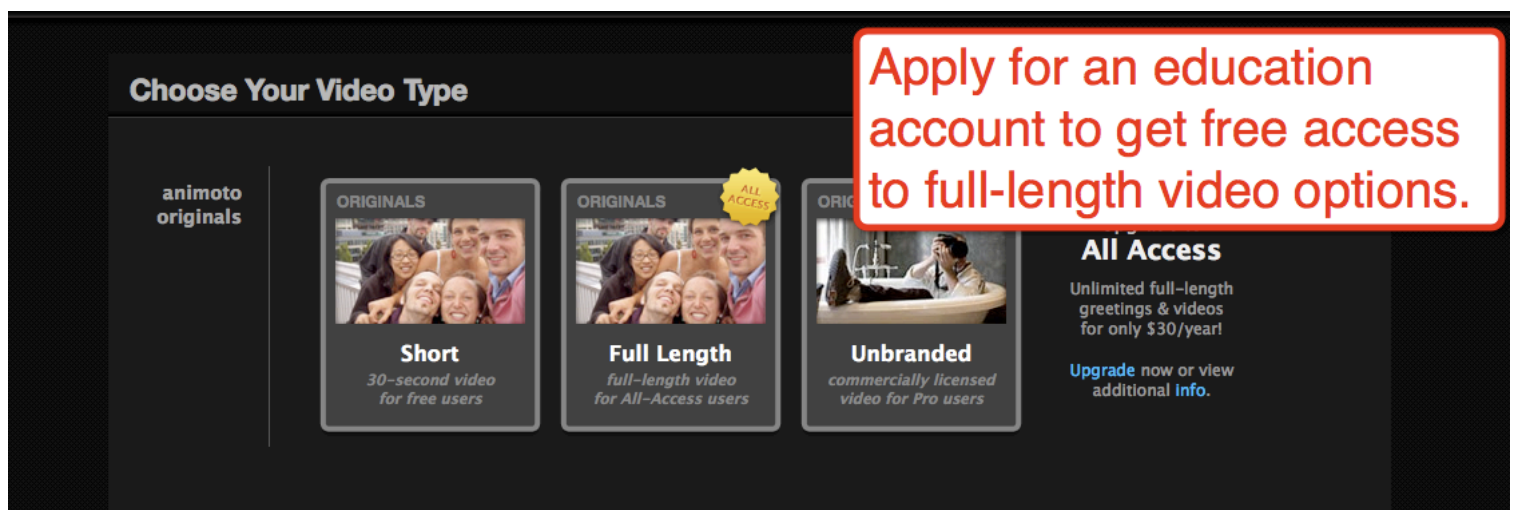 Choose Your Video Type
Apply for an education
account to get free access
to full-length video options.
animoto
originals
ORIGINALS
Short
30-second video
for free users
ORIGINALS
ALL
ACCESS
Full Length
full-length video
for All-Access users
Unbranded
commercially licensed
video for Pro users
All Access
Unlimited full-length
greetings & videos
for only $30/year!
Upgrade now or view
additional info.